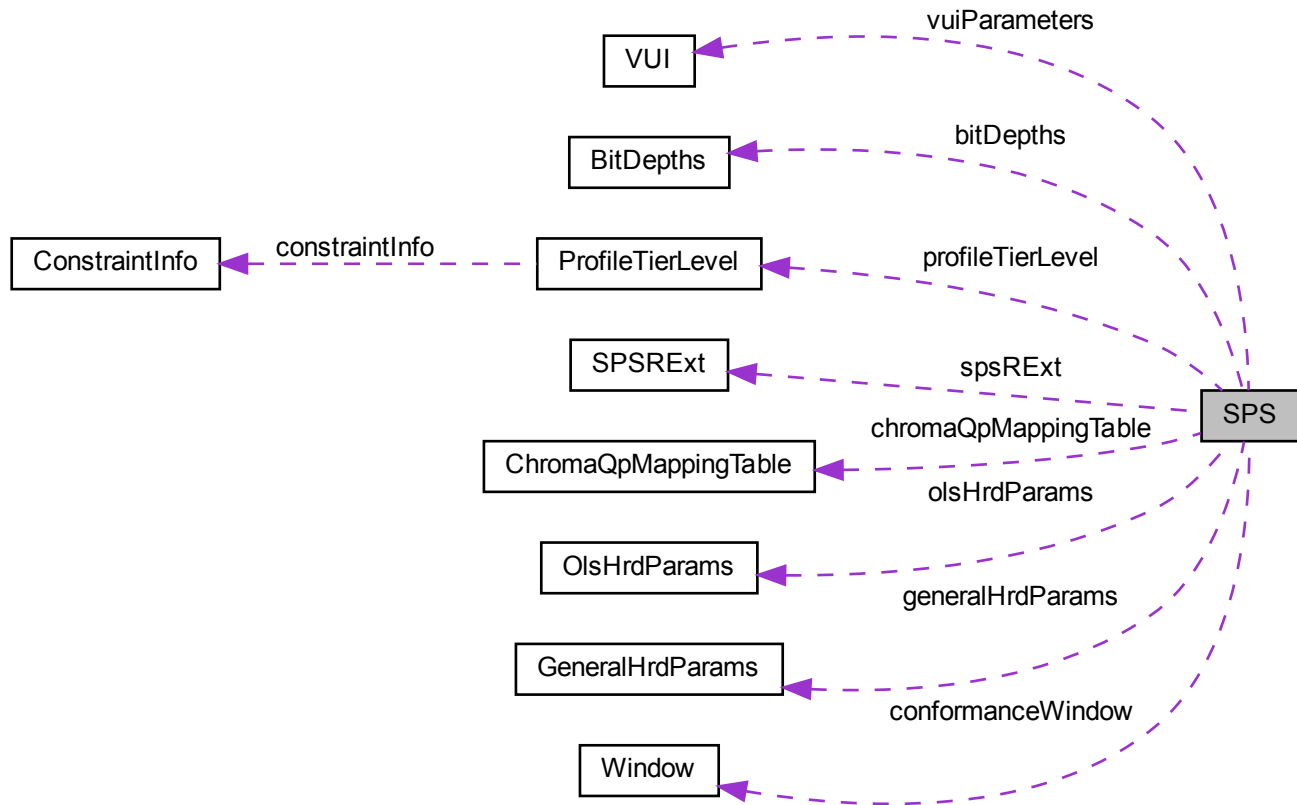 vuiParameters
VUI
bitDepths
BitDepths
constraintInfo
profileTierLevel
ConstraintInfo
ProfileTierLevel
spsRExt
SPSRExt
SPS
chromaQpMappingTable
ChromaQpMappingTable
olsHrdParams
OlsHrdParams
generalHrdParams
GeneralHrdParams
conformanceWindow
Window